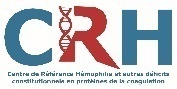 CRH
Centre de Référence Hémophilie et autres déficits
constitutionnels en protéines de la coagulation